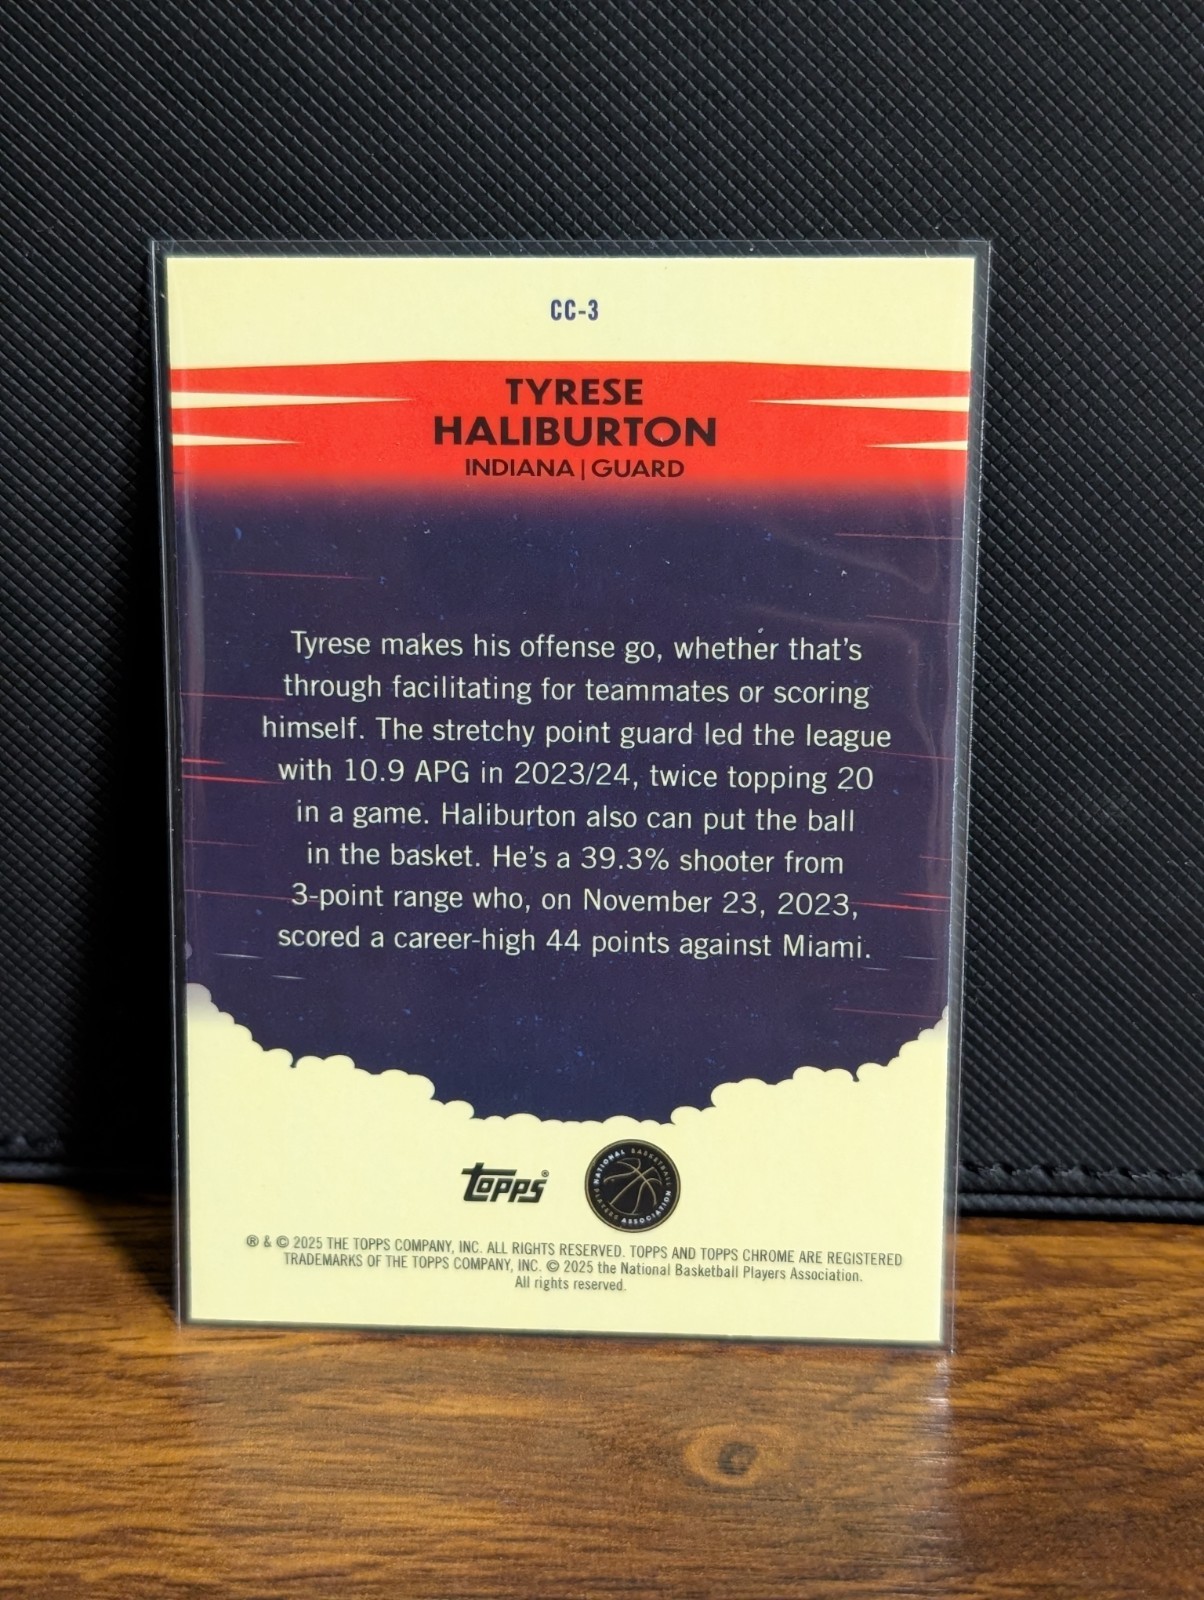 CC-3
TYRESE
HALIBURTON
INDIANA | GUARD
Tyrese makes his offense go, whether that's
through facilitating for teammates or scoring
himself. The stretchy point guard led the league
with 10.9 APG in 2023/24, twice topping 20
in a game. Haliburton also can put the ball
in the basket. He's a 39.3% shooter from
3-point range who, on November 23, 2023,
scored a career-high 44 points against Miami.
topps®
NATIONAL BASKETBALL
PLAYERS ASSOCIATION
® & © 2025 THE TOPPS COMPANY, INC. ALL RIGHTS RESERVED. TOPPS AND TOPPS CHROME ARE REGISTERED
TRADEMARKS OF THE TOPPS COMPANY, INC. © 2025 the National Basketball Players Association.
All rights reserved.